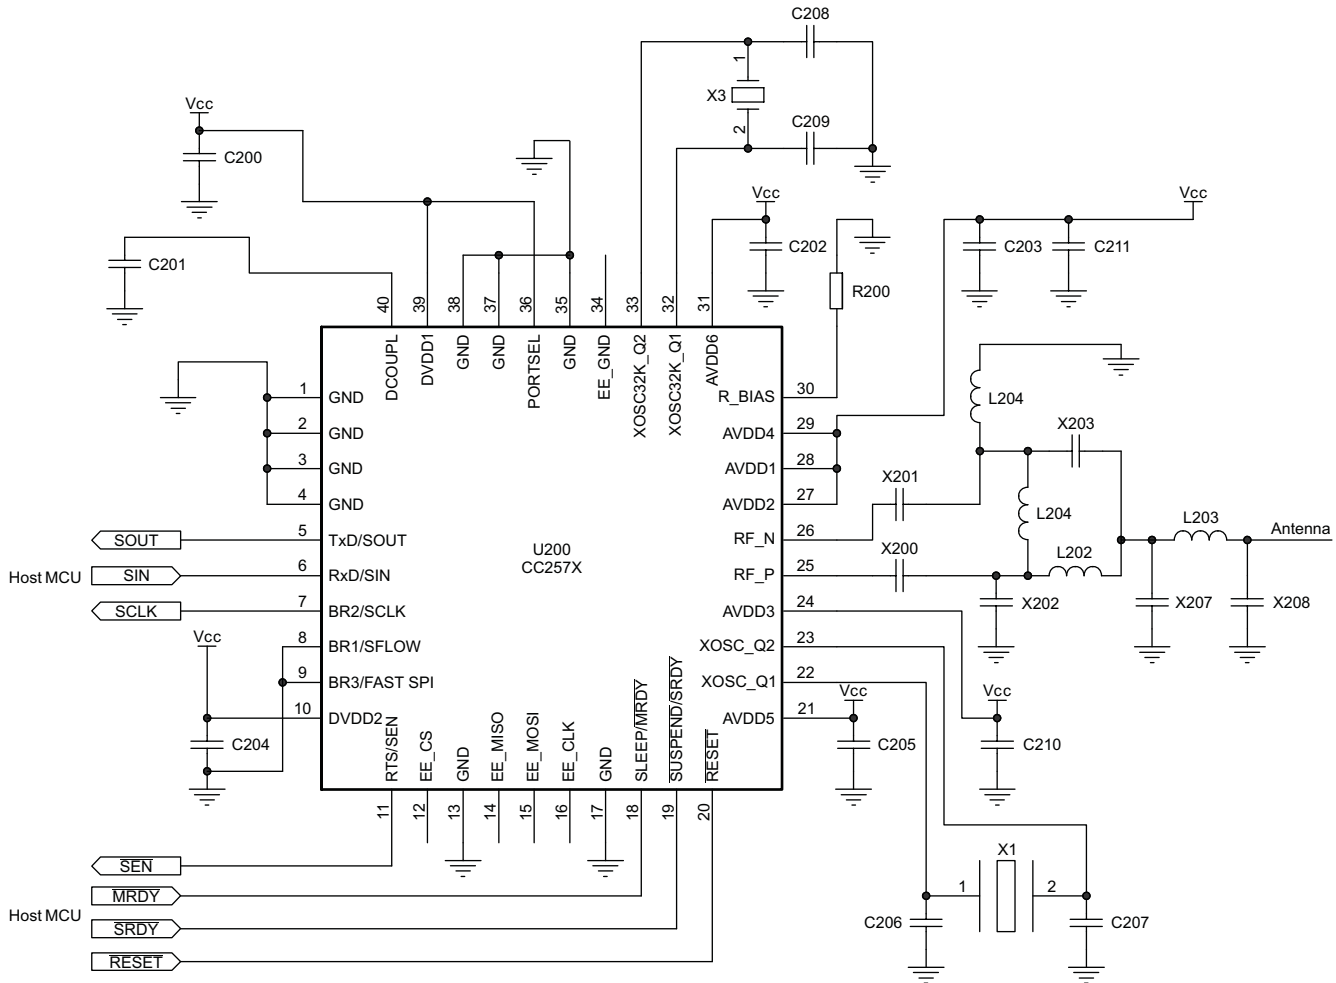 C208
1
X3
2
C209
Vcc
C200
C201
Vcc
C202
R200
Vcc
C203
C211
40
39
38
37
36
35
34
33
32
31
DCOUPL
DVDD1
GND
GND
PORTSEL
GND
EE_GND
XOSC32K_Q2
XOSC32K_Q1
AVDD6
1 GND
2 GND
3 GND
4 GND
SOUT 5 TxD/SOUT
Host MCU SIN 6 RxD/SIN
SCLK 7 BR2/SCLK
8 BR1/SFLOW
9 BR3/FAST SPI
10 DVDD2
Vcc
C204
U200
CC257X
R_BIAS 30
AVDD4 29
AVDD1 28
AVDD2 27
RF_N 26
RF_P 25
AVDD3 24
XOSC_Q2 23
XOSC_Q1 22
AVDD5 21
L204
X203
X201
L204
L203
Antenna
X200
L202
X202
X207
X208
Vcc
C205
Vcc
C210
RTS/SEN
EE_CS
GND
EE_MISO
EE_MOSI
EE_CLK
GND
SLEEP/MRDY
SUSPEND/SRDY
RESET
11
12
13
14
15
16
17
18
19
20
SEN
MRDY
Host MCU
SRDY
RESET
X1
1
2
C206
C207